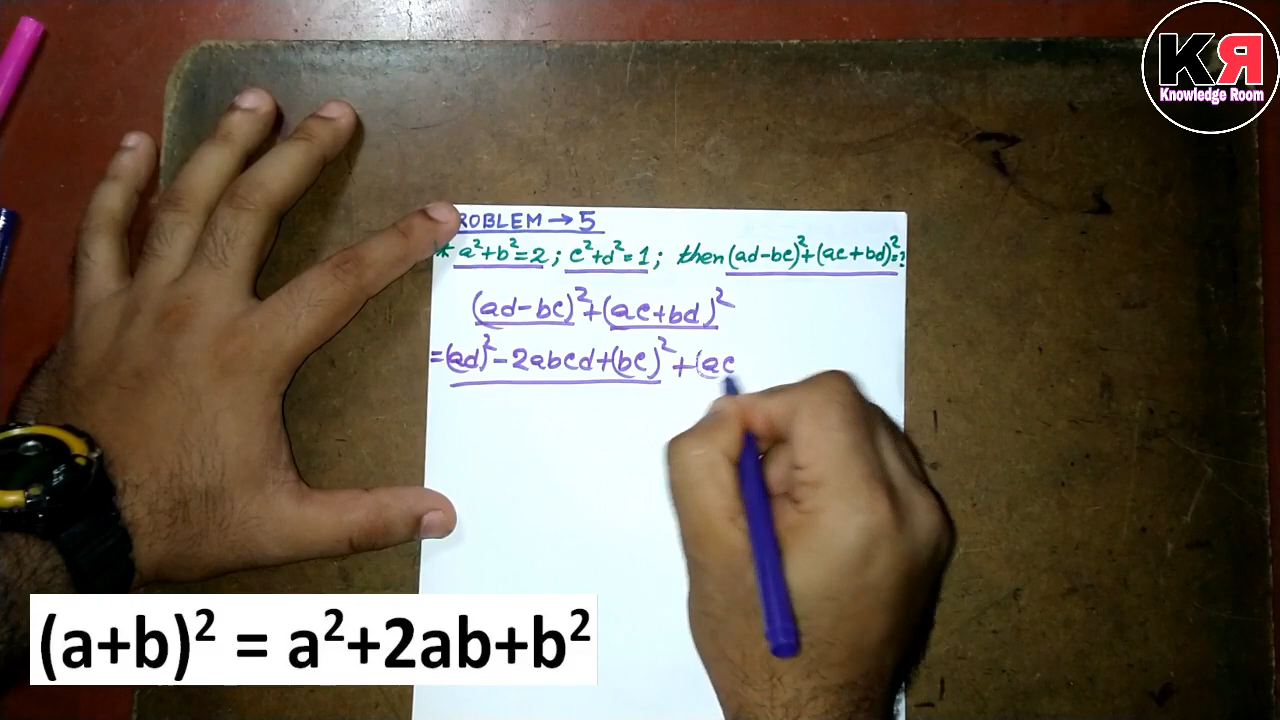 KЯ
Knowledge Room
ROBLEM → 5
* a²+b²=2 ; c²+d²=1 ; then (ad-bc)²+(ac+bd)²=?
(ad-bc)²+(ac+bd)²
=(ad)²-2abcd+(bc)²+(ac
(a+b)² = a²+2ab+b²